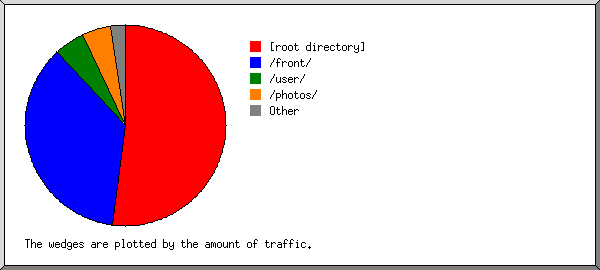 [root directory]
/front/
/user/
/photos/
Other
The wedges are plotted by the amount of traffic.